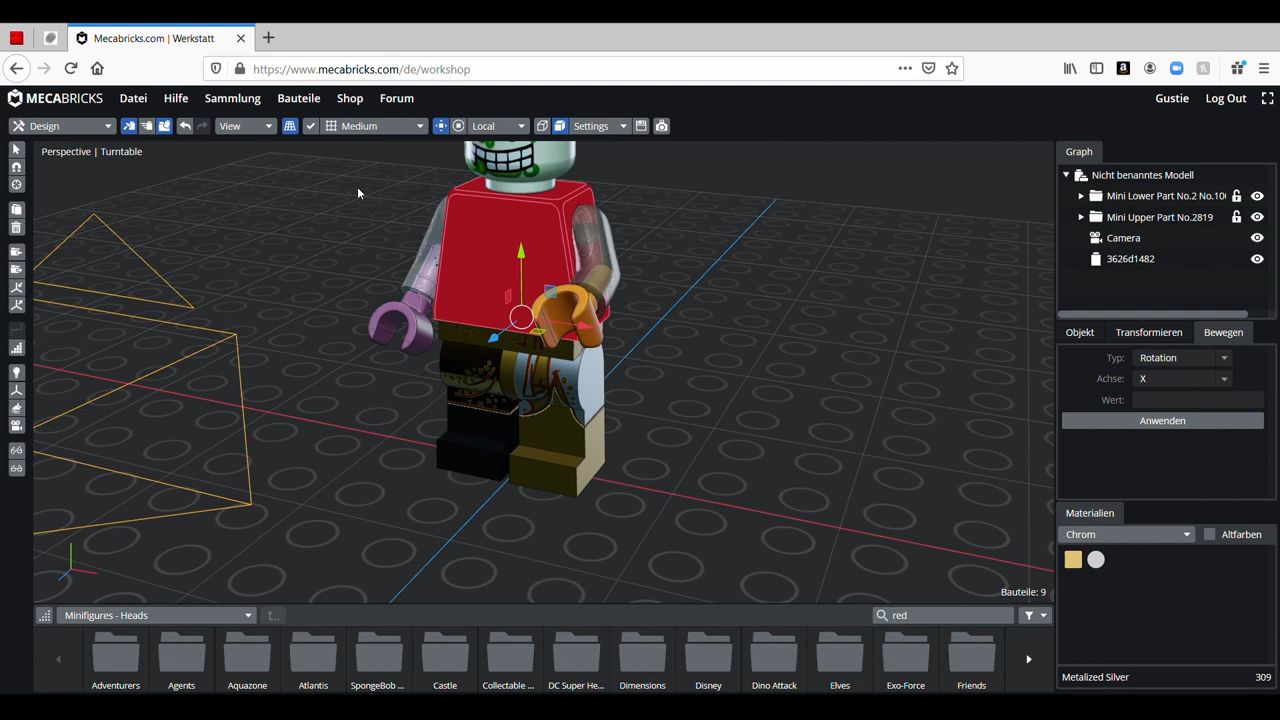 Mecabricks.com | Werkstatt
https://www.mecabricks.com/de/workshop
MECABRICKS Datei Hilfe Sammlung Bauteile Shop Forum Gustie Log Out
Design View Medium Local Settings
Perspective | Turntable
Graph
Nicht benanntes Modell
Mini Lower Part No.2 No.10
Mini Upper Part No.2819
Camera
3626d1482
Objekt Transformieren Bewegen
Typ: Rotation
Achse: X
Wert:
Anwenden
Materialien
Chrom Altfarben
Bauteile: 9
Minifigures - Heads red
Adventurers Agents Aquazone Atlantis SpongeBob ... Castle Collectable ... DC Super He... Dimensions Disney Dino Attack Elves Exo-Force Friends
Metalized Silver 309